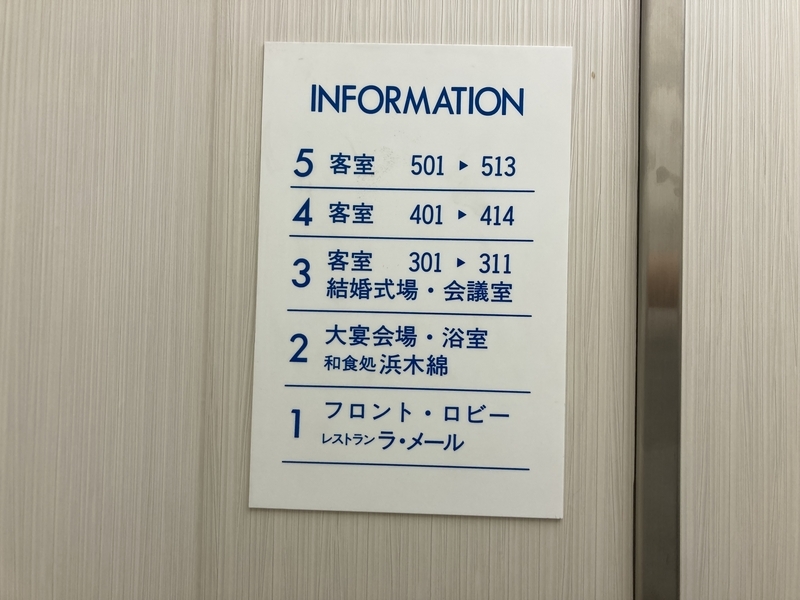 INFORMATION
5 客室 501 ▶ 513
4 客室 401 ▶ 414
3 客室 301 ▶ 311
結婚式場・会議室
2 大宴会場・浴室
和食処 浜木綿
1 フロント・ロビー
レストラン ラ・メール